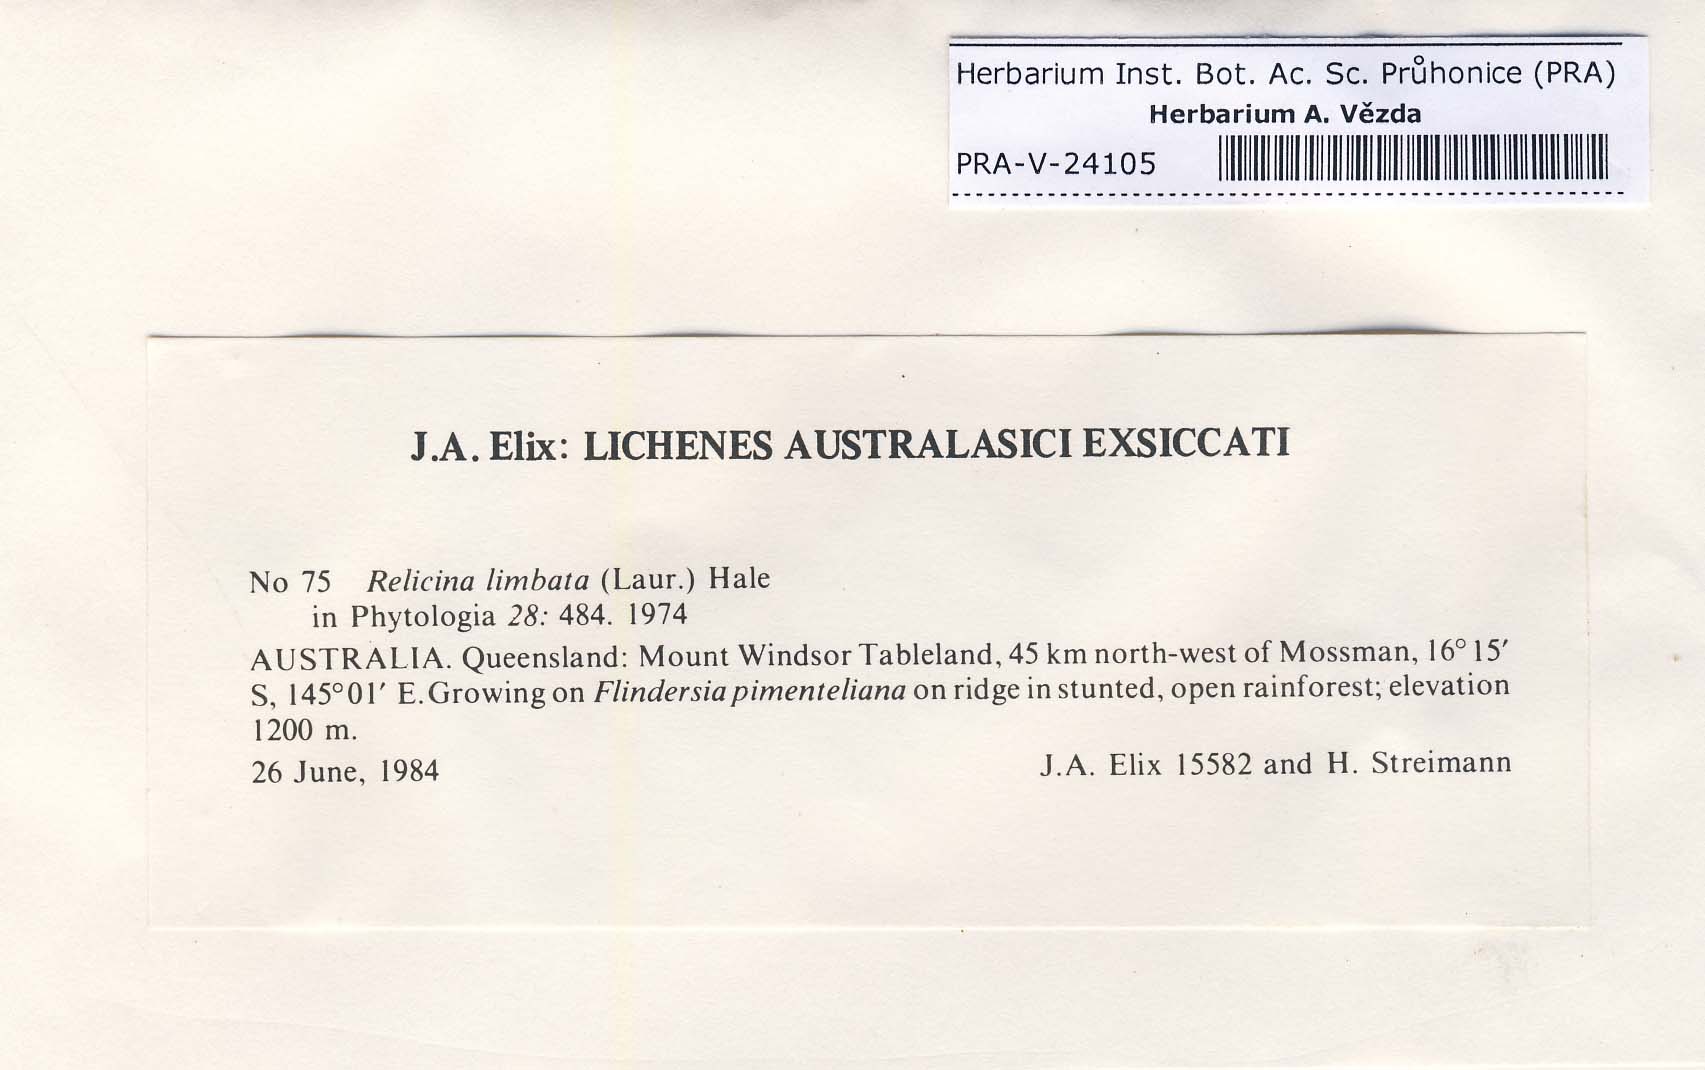 Herbarium Inst. Bot. Ac. Sc. Průhonice (PRA)
Herbarium A. Vězda
PRA-V-24105
J.A. Elix: LICHENES AUSTRALASICI EXSICCATI
No 75 Relicina limbata (Laur.) Hale
in Phytologia 28: 484. 1974
AUSTRALIA. Queensland: Mount Windsor Tableland, 45 km north-west of Mossman, 16° 15′
S, 145° 01′ E. Growing on Flindersia pimenteliana on ridge in stunted, open rainforest; elevation
1200 m.
26 June, 1984 J.A. Elix 15582 and H. Streimann